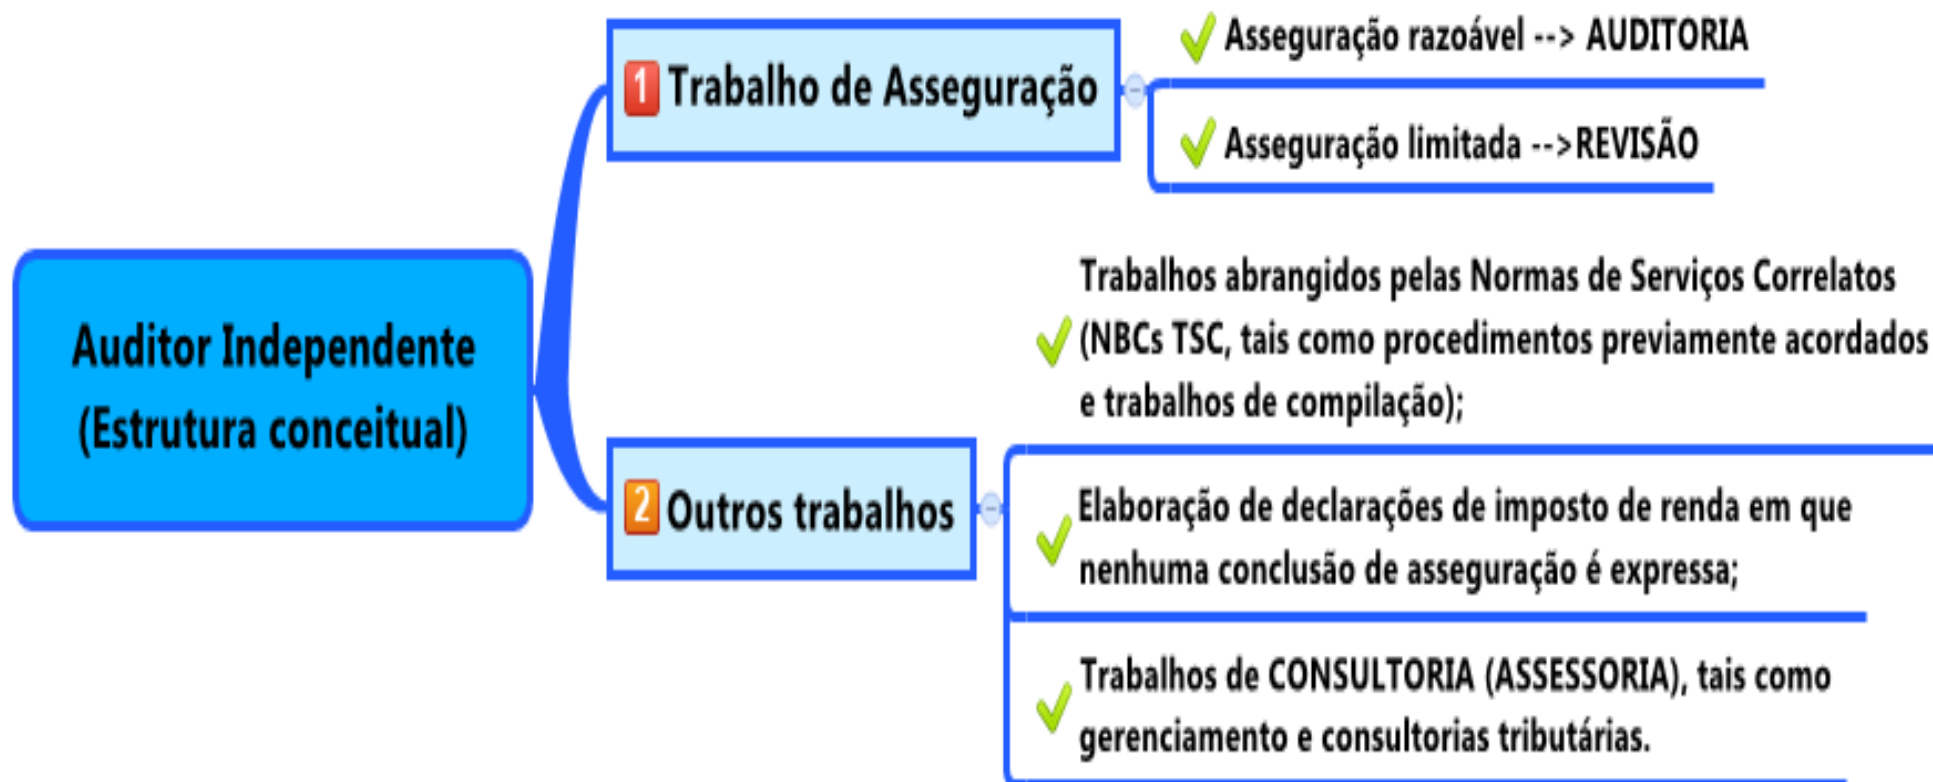 Auditor Independente
(Estrutura conceitual)
1 Trabalho de Asseguração
Asseguração razoável --> AUDITORIA
Asseguração limitada -->REVISÃO
2 Outros trabalhos
Trabalhos abrangidos pelas Normas de Serviços Correlatos
(NBCs TSC, tais como procedimentos previamente acordados
e trabalhos de compilação);
Elaboração de declarações de imposto de renda em que
nenhuma conclusão de asseguração é expressa;
Trabalhos de CONSULTORIA (ASSESSORIA), tais como
gerenciamento e consultorias tributárias.